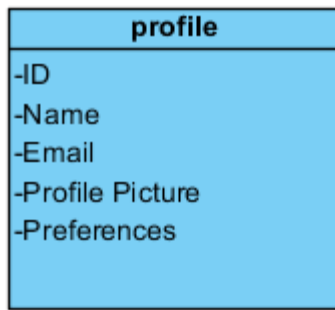 profile
-ID
-Name
-Email
-Profile Picture
-Preferences